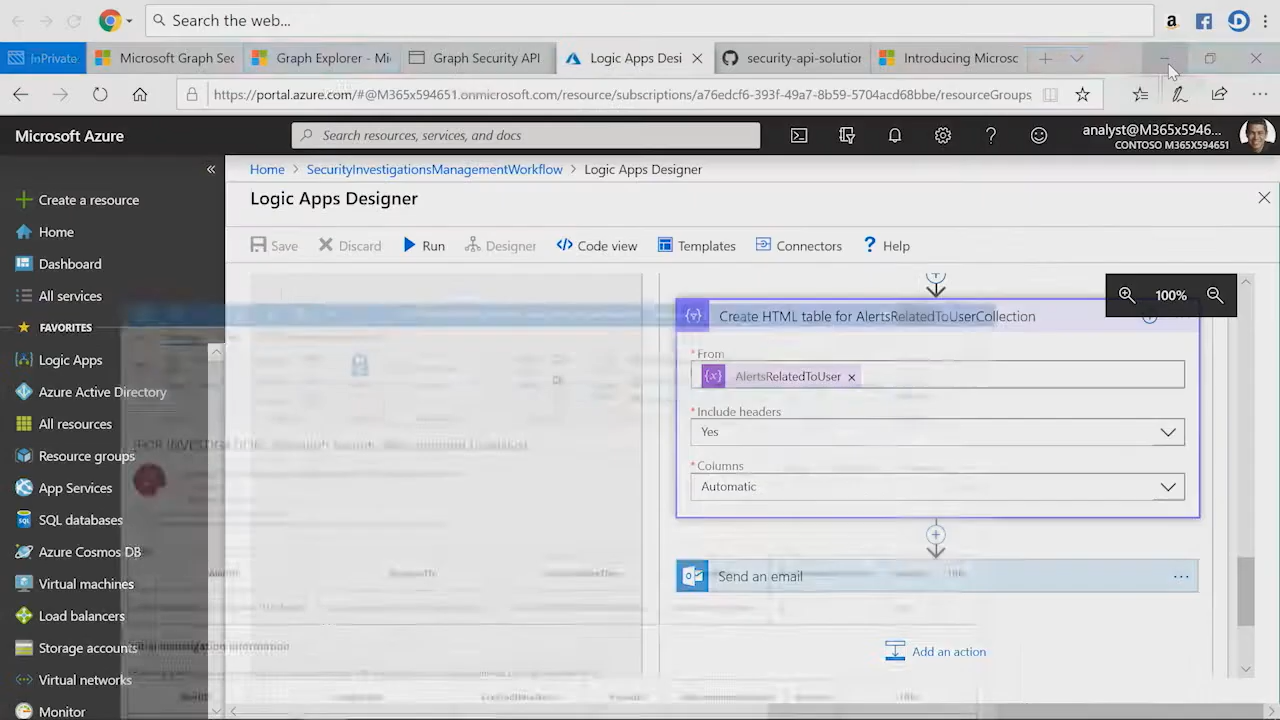 Search the web...
InPrivate
Microsoft Graph Sec
Graph Explorer - Mi
Graph Security API
Logic Apps Desi
security-api-solution
Introducing Microsc
https://portal.azure.com/#@M365x594651.onmicrosoft.com/resource/subscriptions/a76edcf6-393f-49a7-8b59-5704acd68bbe/resourceGroups
Microsoft Azure
Search resources, services, and docs
analyst@M365x5946...
CONTOSO M365X594651
Home > SecurityInvestigationsManagementWorkflow > Logic Apps Designer
Logic Apps Designer
Save
Discard
Run
Designer
Code view
Templates
Connectors
Help
Create a resource
Home
Dashboard
All services
FAVORITES
Logic Apps
Azure Active Directory
All resources
Resource groups
App Services
SQL databases
Azure Cosmos DB
Virtual machines
Load balancers
Storage accounts
Virtual networks
Monitor
100%
Create HTML table for AlertsRelatedToUserCollection
* From
AlertsRelatedToUser
* Include headers
Yes
* Columns
Automatic
Send an email
Add an action